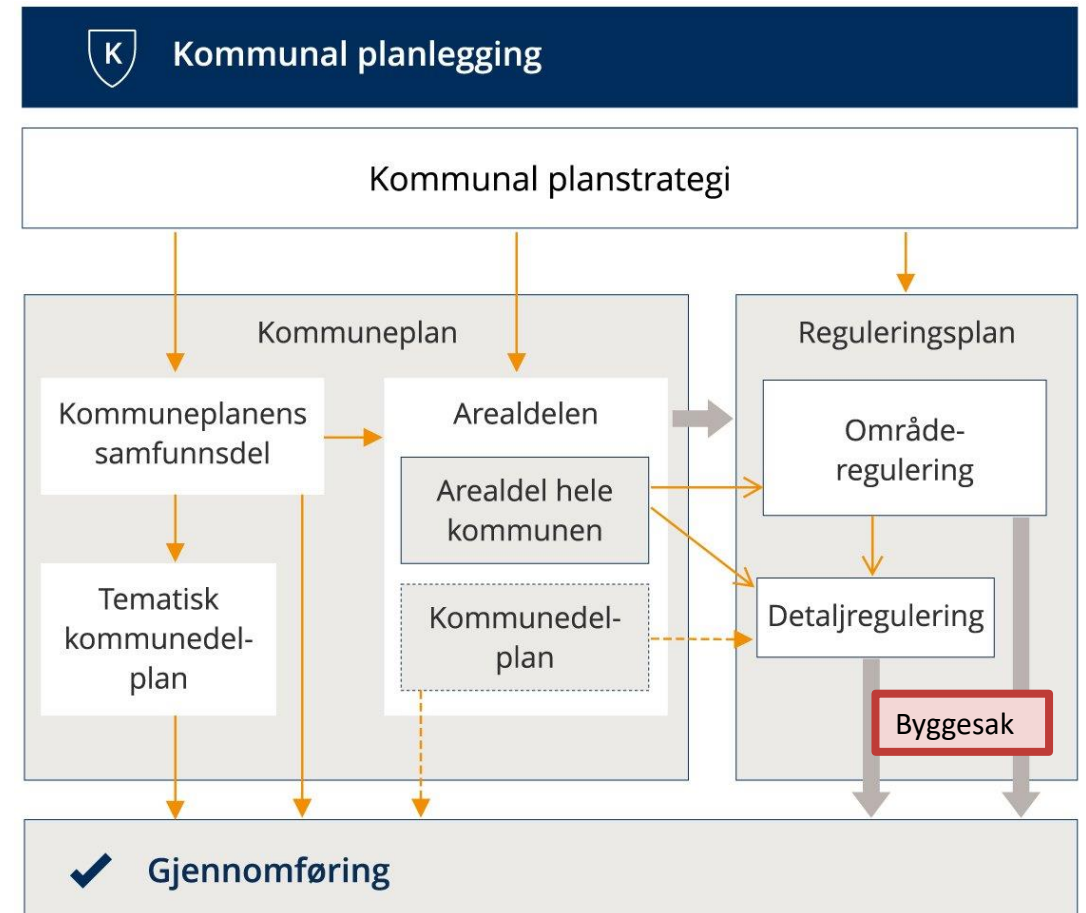 K
Kommunal planlegging
Kommunal planstrategi
Kommuneplan
Kommuneplanens
samfunnsdel
Tematisk
kommunedel-
plan
Arealdelen
Arealdel hele
kommunen
Kommunedel-
plan
Reguleringsplan
Område-
regulering
Detaljregulering
Byggesak
Gjennomføring